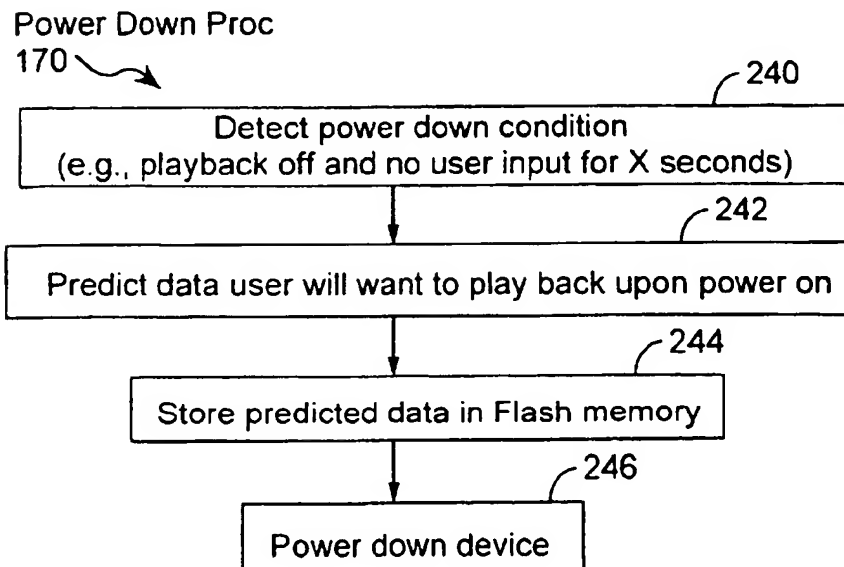 Power Down Proc
170
240
Detect power down condition
(e.g., playback off and no user input for X seconds)
242
Predict data user will want to play back upon power on
244
Store predicted data in Flash memory
246
Power down device